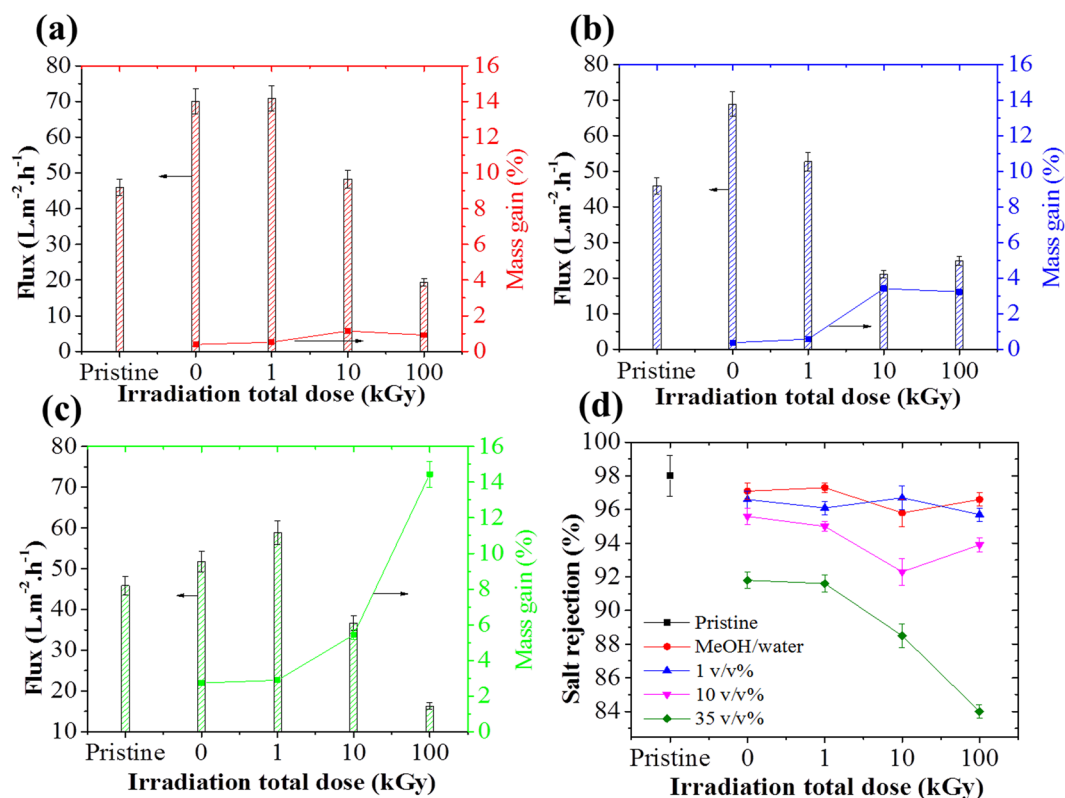 (a)
80
70
60
50
40
30
20
10
0
Flux (L.m⁻².h⁻¹)
16
14
12
10
8
6
4
2
0
Mass gain (%)
Pristine 0 1 10 100
Irradiation total dose (kGy)
(b)
80
70
60
50
40
30
20
10
0
Flux (L.m⁻².h⁻¹)
16
14
12
10
8
6
4
2
0
Mass gain (%)
Pristine 0 1 10 100
Irradiation total dose (kGy)
(c)
80
70
60
50
40
30
20
10
Flux (L.m⁻².h⁻¹)
16
14
12
10
8
6
4
2
0
Mass gain (%)
Pristine 0 1 10 100
Irradiation total dose (kGy)
(d)
100
98
96
94
92
90
88
86
84
Salt rejection (%)
Pristine
MeOH/water
1 v/v%
10 v/v%
35 v/v%
Pristine 0 1 10 100
Irradiation total dose (kGy)